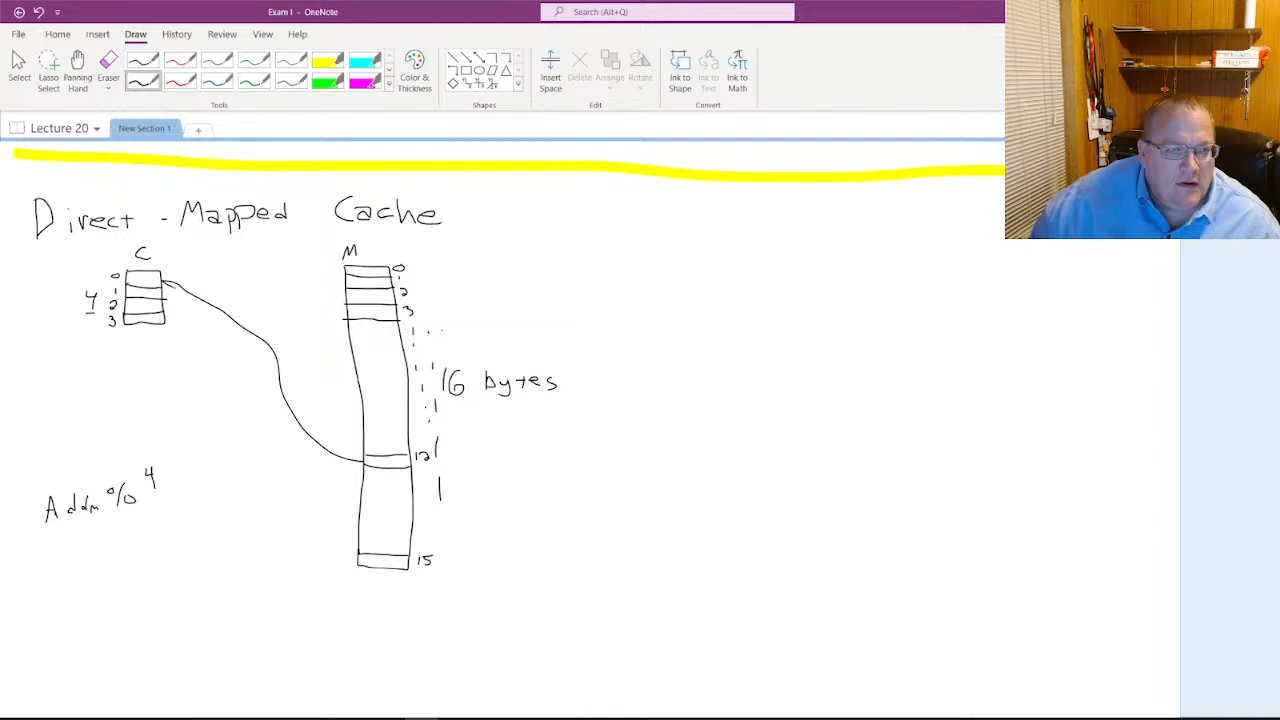 Exam I - OneNote
Search (Alt+Q)
File Home Insert Draw History Review View Help
Select
Lasso Select
Panning Hand
Eraser
Color & Thickness
Insert Space
Delete
Arrange
Rotate
Ink to Shape
Ink to Text
Ink to Math
Tools
Shapes
Edit
Convert
Lecture 20
New Section 1
+
Direct - Mapped Cache
C
M
0
1
4 2
3
0
2
3
16 bytes
12
Addr % 4
15